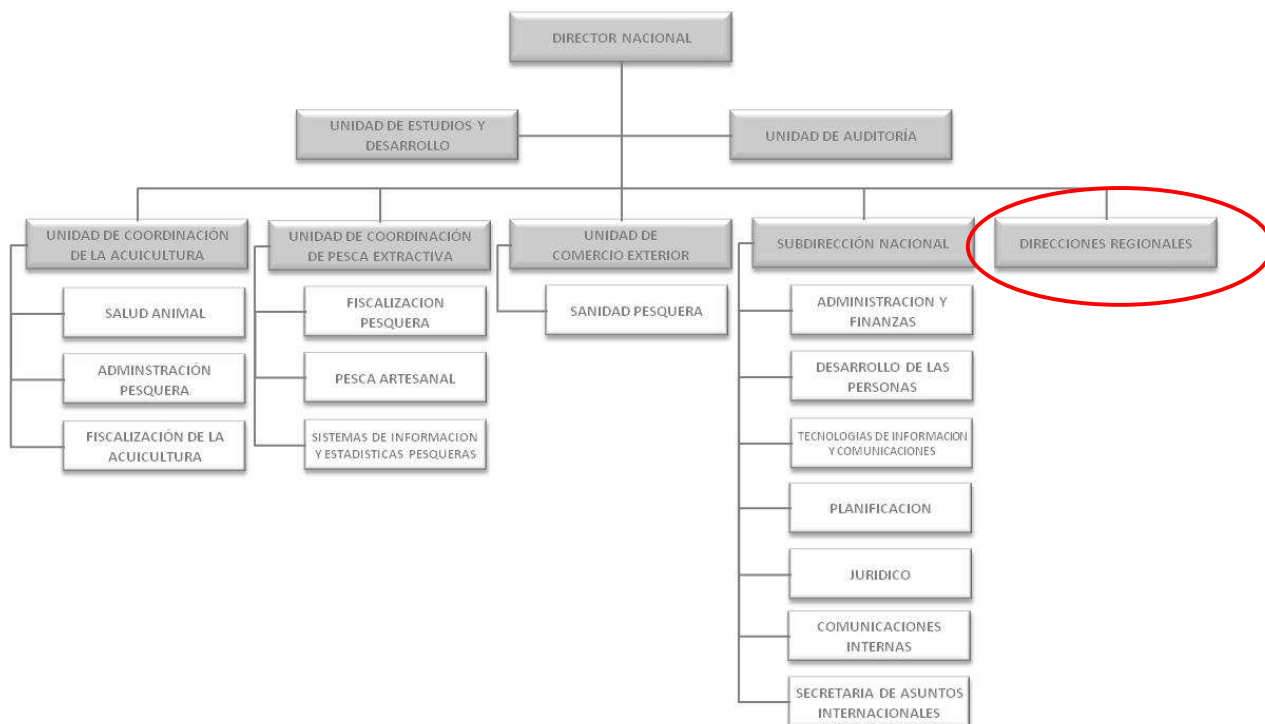 DIRECTOR NACIONAL
UNIDAD DE ESTUDIOS Y
DESARROLLO
UNIDAD DE AUDITORÍA
UNIDAD DE COORDINACIÓN
DE LA ACUICULTURA
UNIDAD DE COORDINACIÓN
DE PESCA EXTRACTIVA
UNIDAD DE
COMERCIO EXTERIOR
SUBDIRECCIÓN NACIONAL
DIRECCIONES REGIONALES
SALUD ANIMAL
ADMINSTRACIÓN
PESQUERA
FISCALIZACIÓN DE LA
ACUICULTURA
FISCALIZACION
PESQUERA
PESCA ARTESANAL
SISTEMAS DE INFORMACION
Y ESTADISTICAS PESQUERAS
SANIDAD PESQUERA
ADMINISTRACION Y
FINANZAS
DESARROLLO DE LAS
PERSONAS
TECNOLOGIAS DE INFORMACION
Y COMUNICACIONES
PLANIFICACION
JURIDICO
COMUNICACIONES
INTERNAS
SECRETARIA DE ASUNTOS
INTERNACIONALES